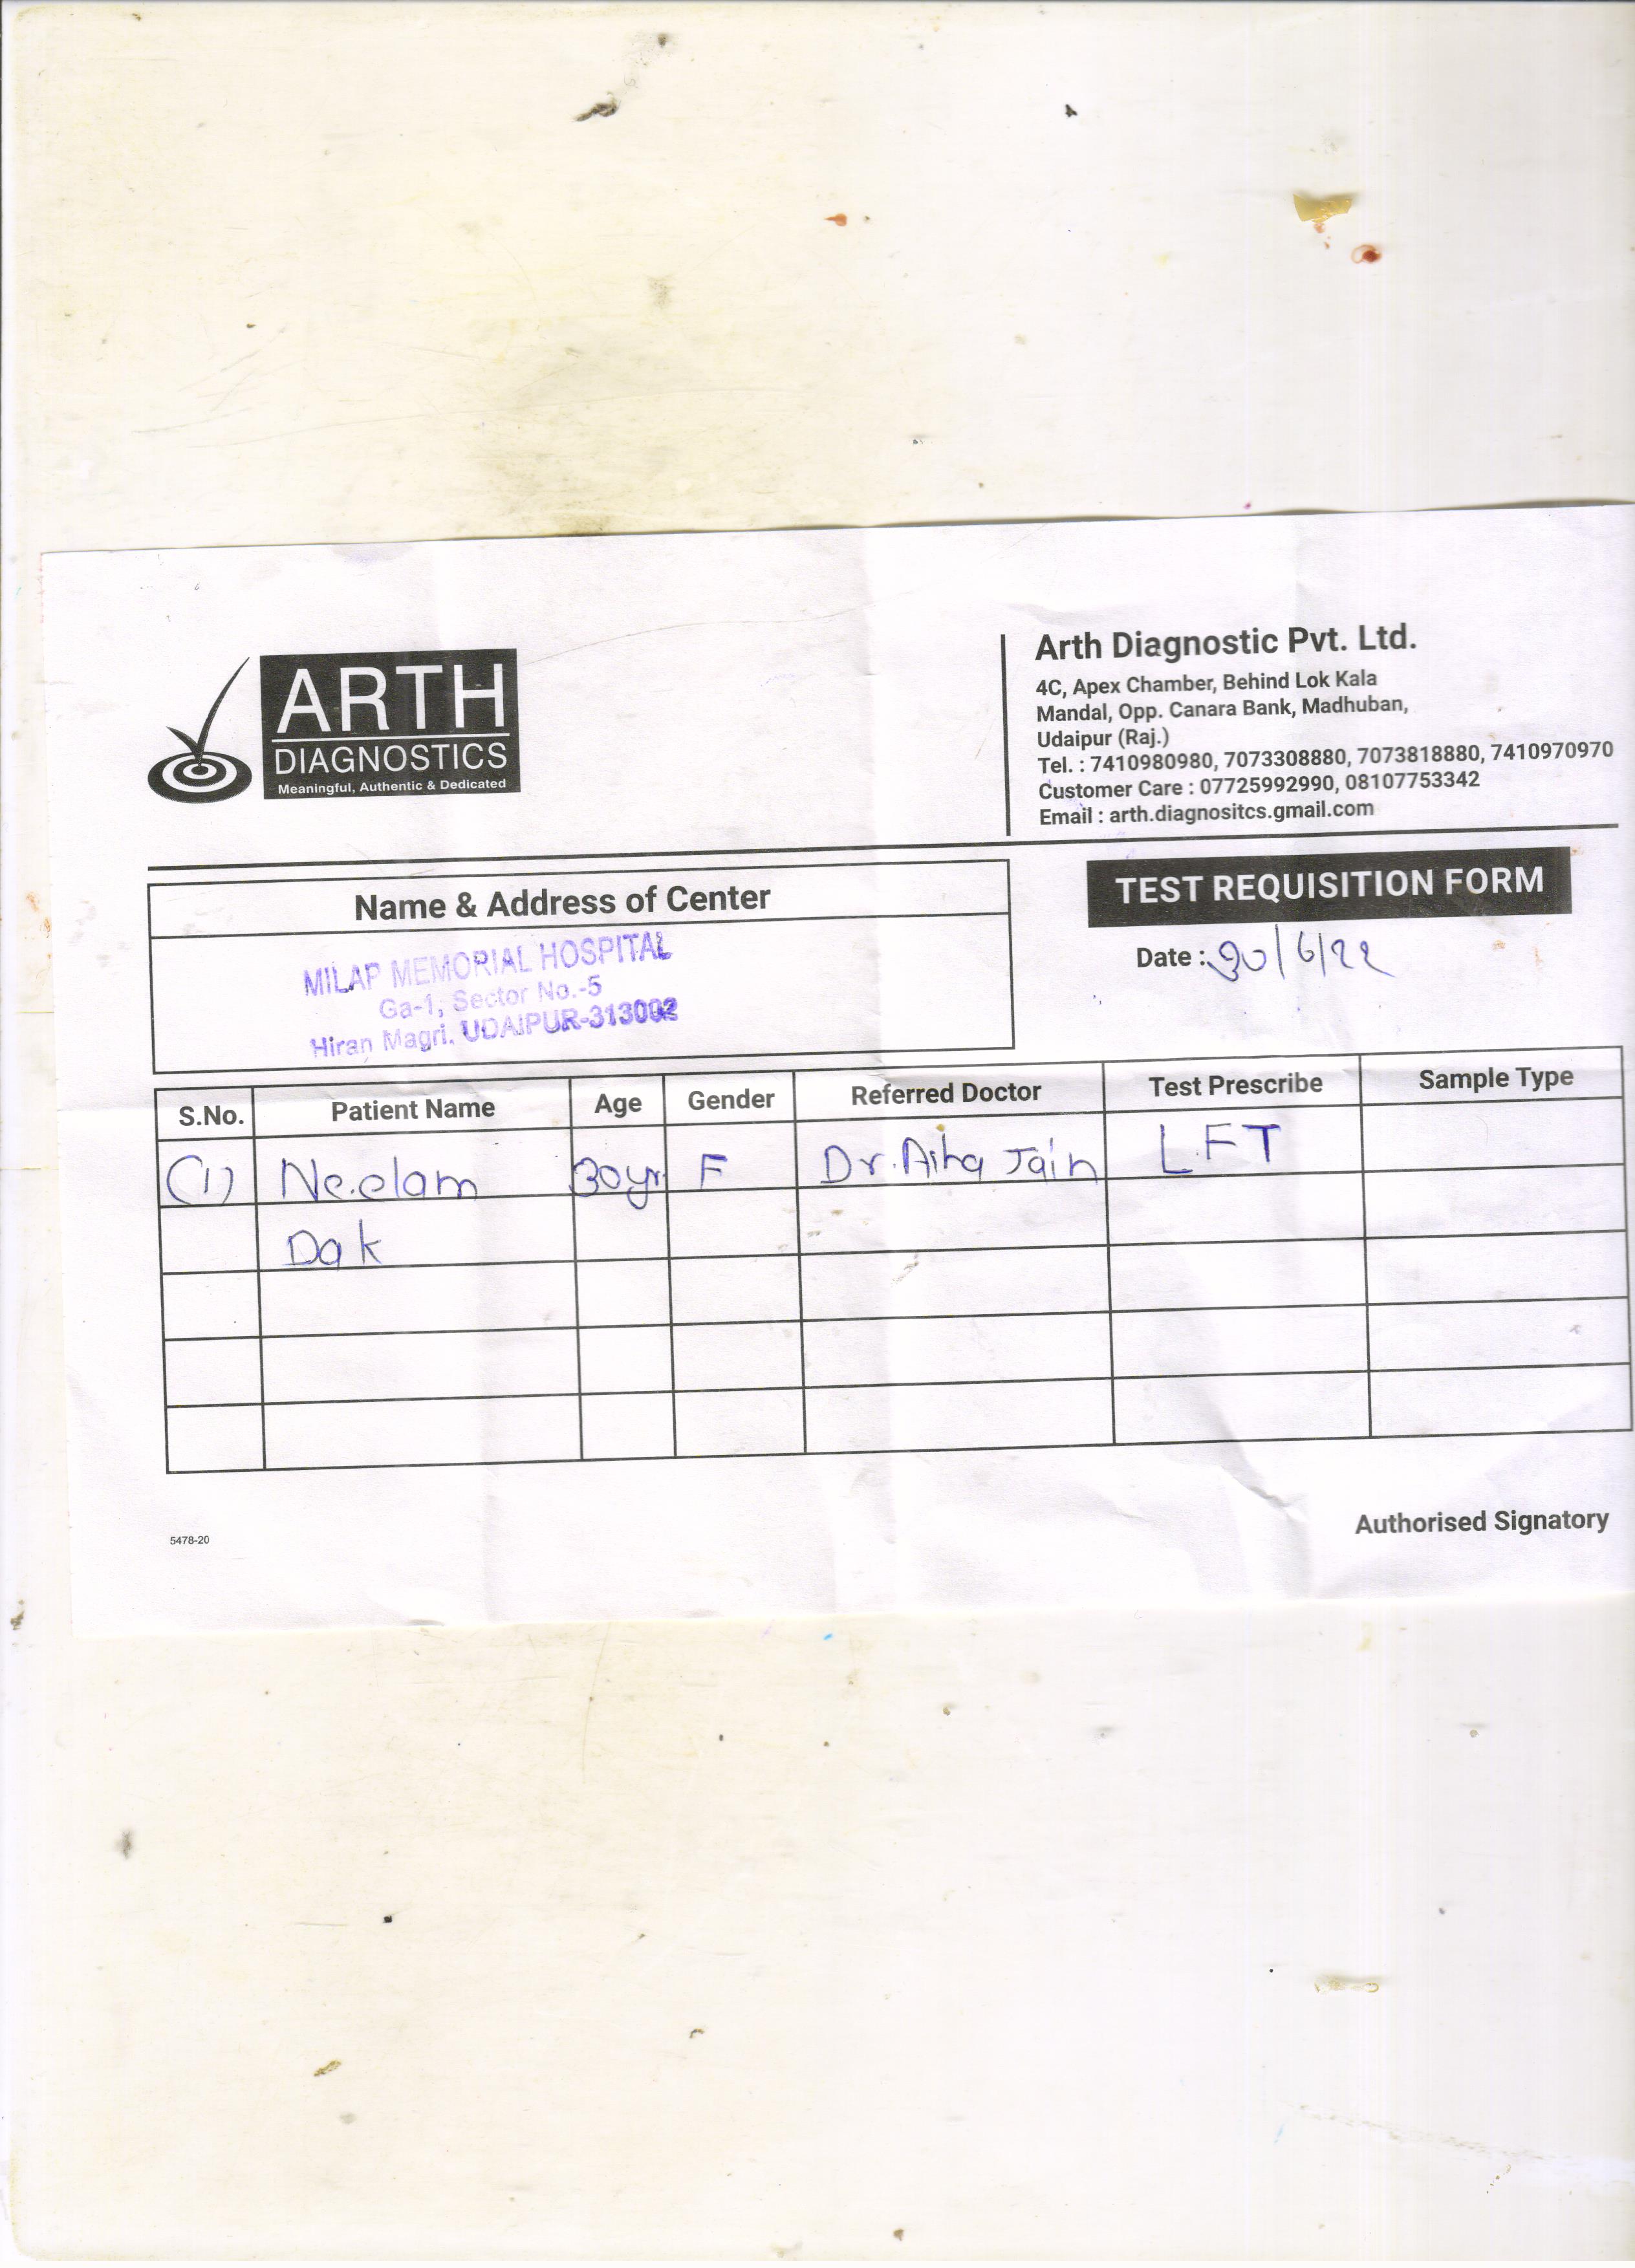 ARTH
DIAGNOSTICS
Meaningful, Authentic & Dedicated
Arth Diagnostic Pvt. Ltd.
4C, Apex Chamber, Behind Lok Kala
Mandal, Opp. Canara Bank, Madhuban,
Udaipur (Raj.)
Tel. : 7410980980, 7073308880, 7073818880, 7410970970
Customer Care : 07725992990, 08107753342
Email : arth.diagnositcs.gmail.com
Name & Address of Center
MILAP MEMORIAL HOSPITAL
Ga-1, Sector No.-5
Hiran Magri. UDAIPUR-313002
TEST REQUISITION FORM
Date : 30/6/22
S.No. Patient Name Age Gender Referred Doctor Test Prescribe Sample Type
(1) Neelam 30yr F Dr. Jain L.F.T
Dak
5478-20
Authorised Signatory